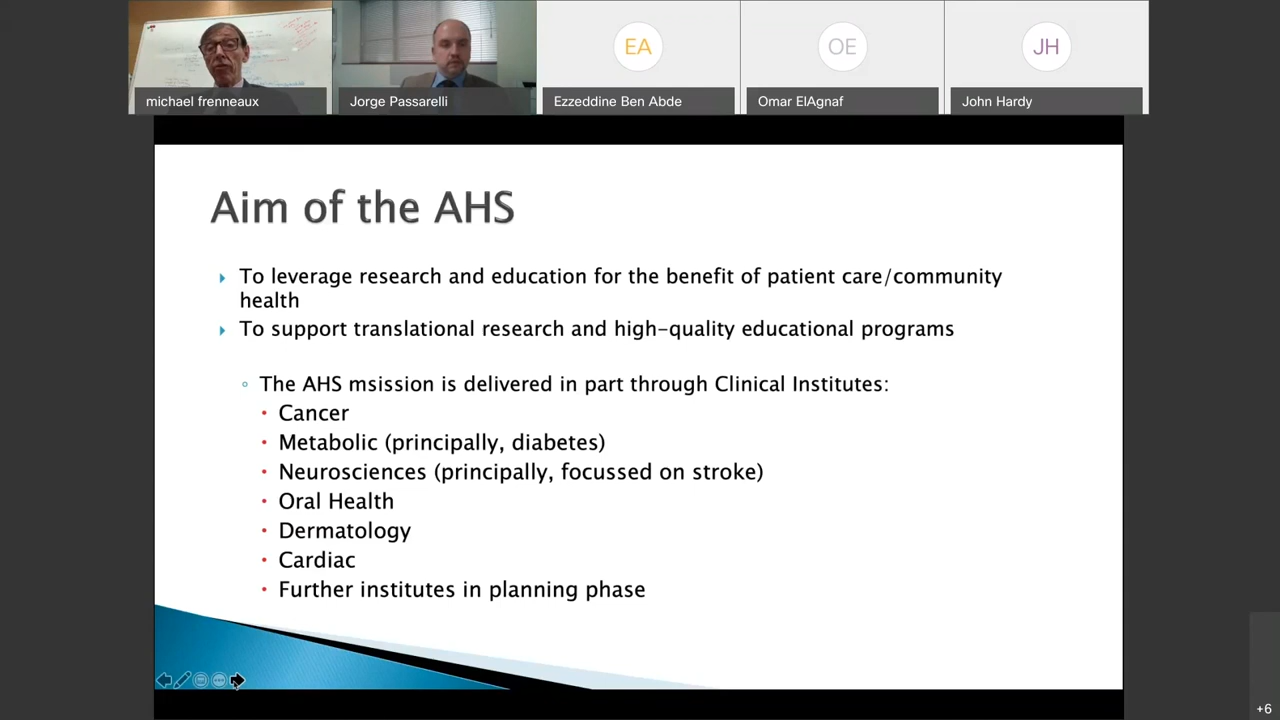 michael frenneaux
Jorge Passarelli
EA
Ezzeddine Ben Abde
OE
Omar ElAgnaf
JH
John Hardy
Aim of the AHS
To leverage research and education for the benefit of patient care/community
health
To support translational research and high-quality educational programs
The AHS msission is delivered in part through Clinical Institutes:
Cancer
Metabolic (principally, diabetes)
Neurosciences (principally, focussed on stroke)
Oral Health
Dermatology
Cardiac
Further institutes in planning phase
+6